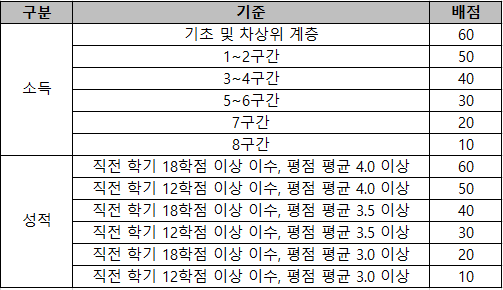 구분 기준 배점
소득
기초 및 차상위 계층 60
1~2구간 50
3~4구간 40
5~6구간 30
7구간 20
8구간 10
성적
직전 학기 18학점 이상 이수, 평점 평균 4.0 이상 60
직전 학기 12학점 이상 이수, 평점 평균 4.0 이상 50
직전 학기 18학점 이상 이수, 평점 평균 3.5 이상 40
직전 학기 12학점 이상 이수, 평점 평균 3.5 이상 30
직전 학기 18학점 이상 이수, 평점 평균 3.0 이상 20
직전 학기 12학점 이상 이수, 평점 평균 3.0 이상 10